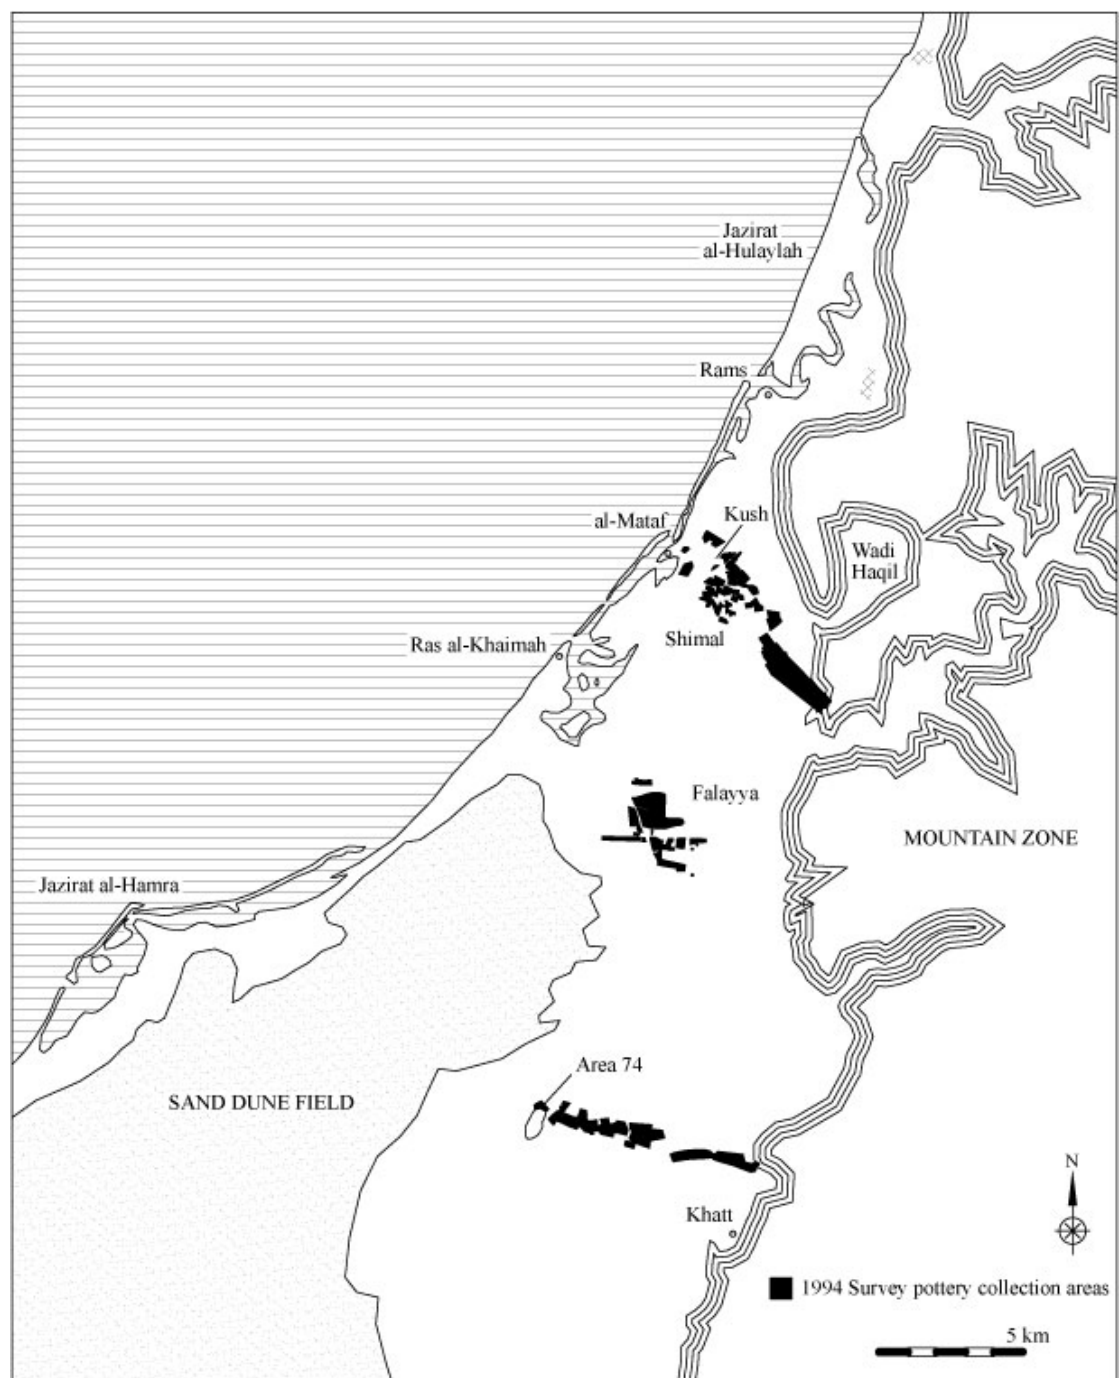 Jazirat
al-Hulaylah
Rams
Kush
al-Mataf
Wadi
Haqil
Shimal
Ras al-Khaimah
Falayya
MOUNTAIN ZONE
Jazirat al-Hamra
Area 74
SAND DUNE FIELD
N
Khatt
1994 Survey pottery collection areas
5 km